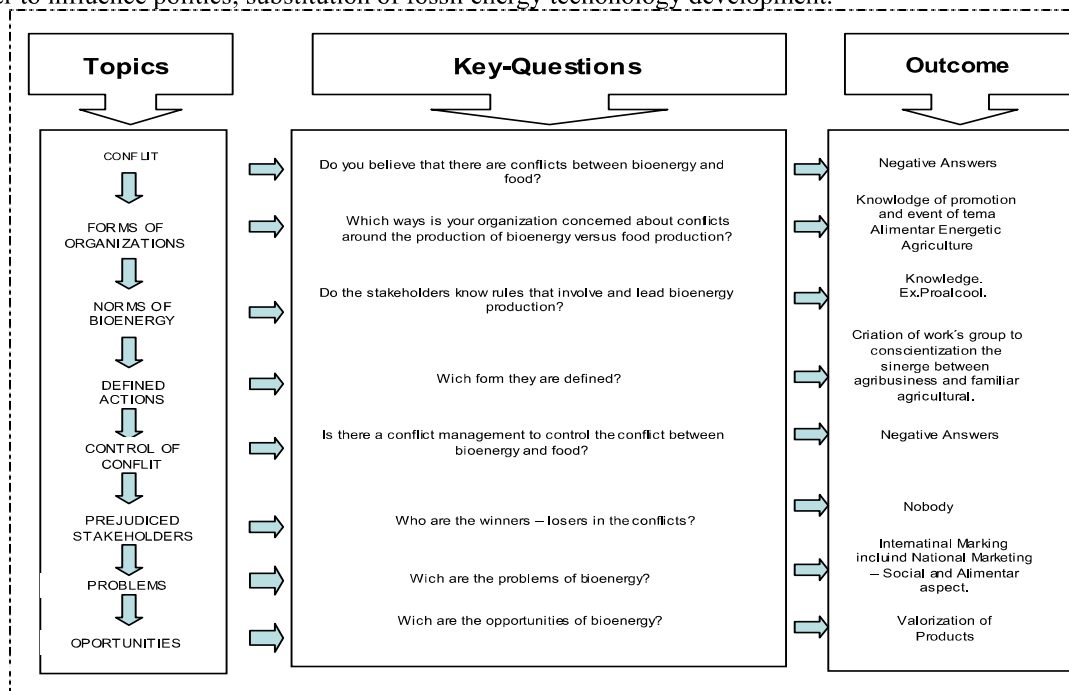 er to influence politics, substitution of fossil energy technology development.
Topics
Key-Questions
Outcome
CONFLIT
Do you believe that there are conflicts between bioenergy and
food?
Negative Answers
FORMS OF
ORGANIZATIONS
Which ways is your organization concerned about conflicts
around the production of bioenergy versus food production?
Knowledge of promotion
and event of tema
Alimentar Energetic
Agriculture
NORMS OF
BIOENERGY
Do the stakeholders know rules that involve and lead bioenergy
production?
Knowledge.
Ex.Proalcool.
DEFINED
ACTIONS
Wich form they are defined?
Criation of work´s group to
conscientization the
sinerge between
agribusiness and familiar
agricultural.
CONTROL OF
CONFLIT
Is there a conflict management to control the conflict between
bioenergy and food?
Negative Answers
PREJUDICED
STAKEHOLDERS
Who are the winners – losers in the conflicts?
Nobody
PROBLEMS
Wich are the problems of bioenergy?
Internatinal Marking
incluind National Marketing
– Social and Alimentar
aspect.
OPORTUNITIES
Wich are the opportunities of bioenergy?
Valorization of
Products